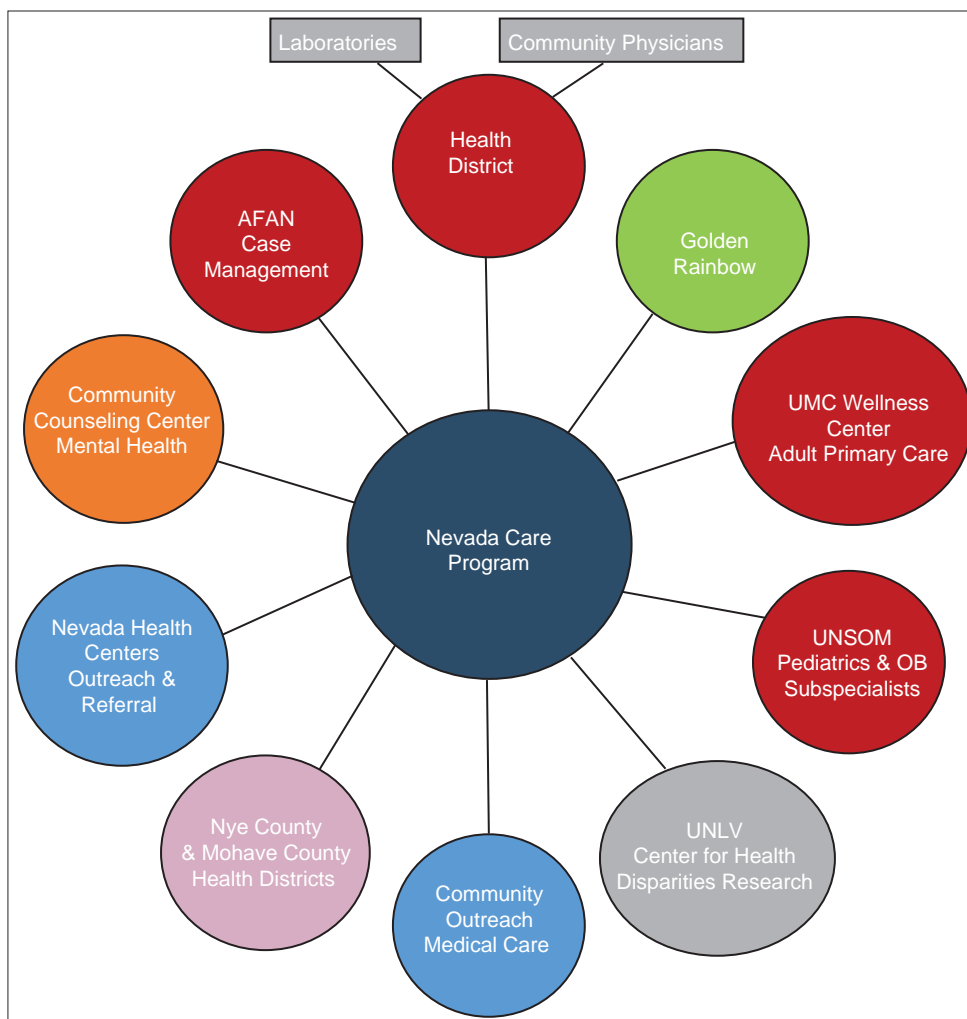 Laboratories
Community Physicians
Health
District
AFAN
Case
Management
Golden
Rainbow
Community
Counseling Center
Mental Health
UMC Wellness
Center
Adult Primary Care
Nevada Care
Program
Nevada Health
Centers
Outreach &
Referral
UNSOM
Pediatrics & OB
Subspecialists
Nye County
& Mohave County
Health Districts
UNLV
Center for Health
Disparities Research
Community
Outreach
Medical Care